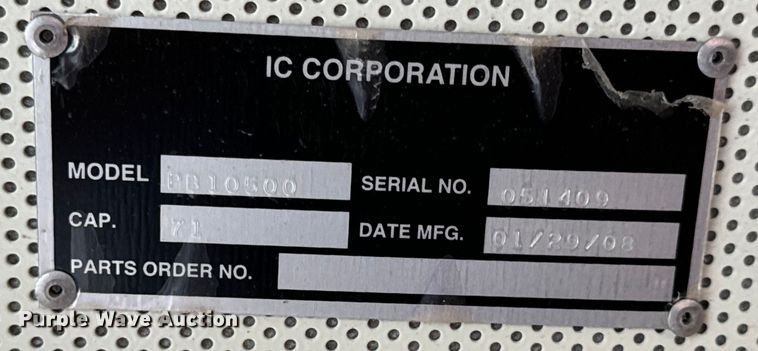 IC CORPORATION
MODEL PB10500 SERIAL NO. 051409
CAP. 71 DATE MFG. 01/29/08
PARTS ORDER NO.
Purple Wave Auction